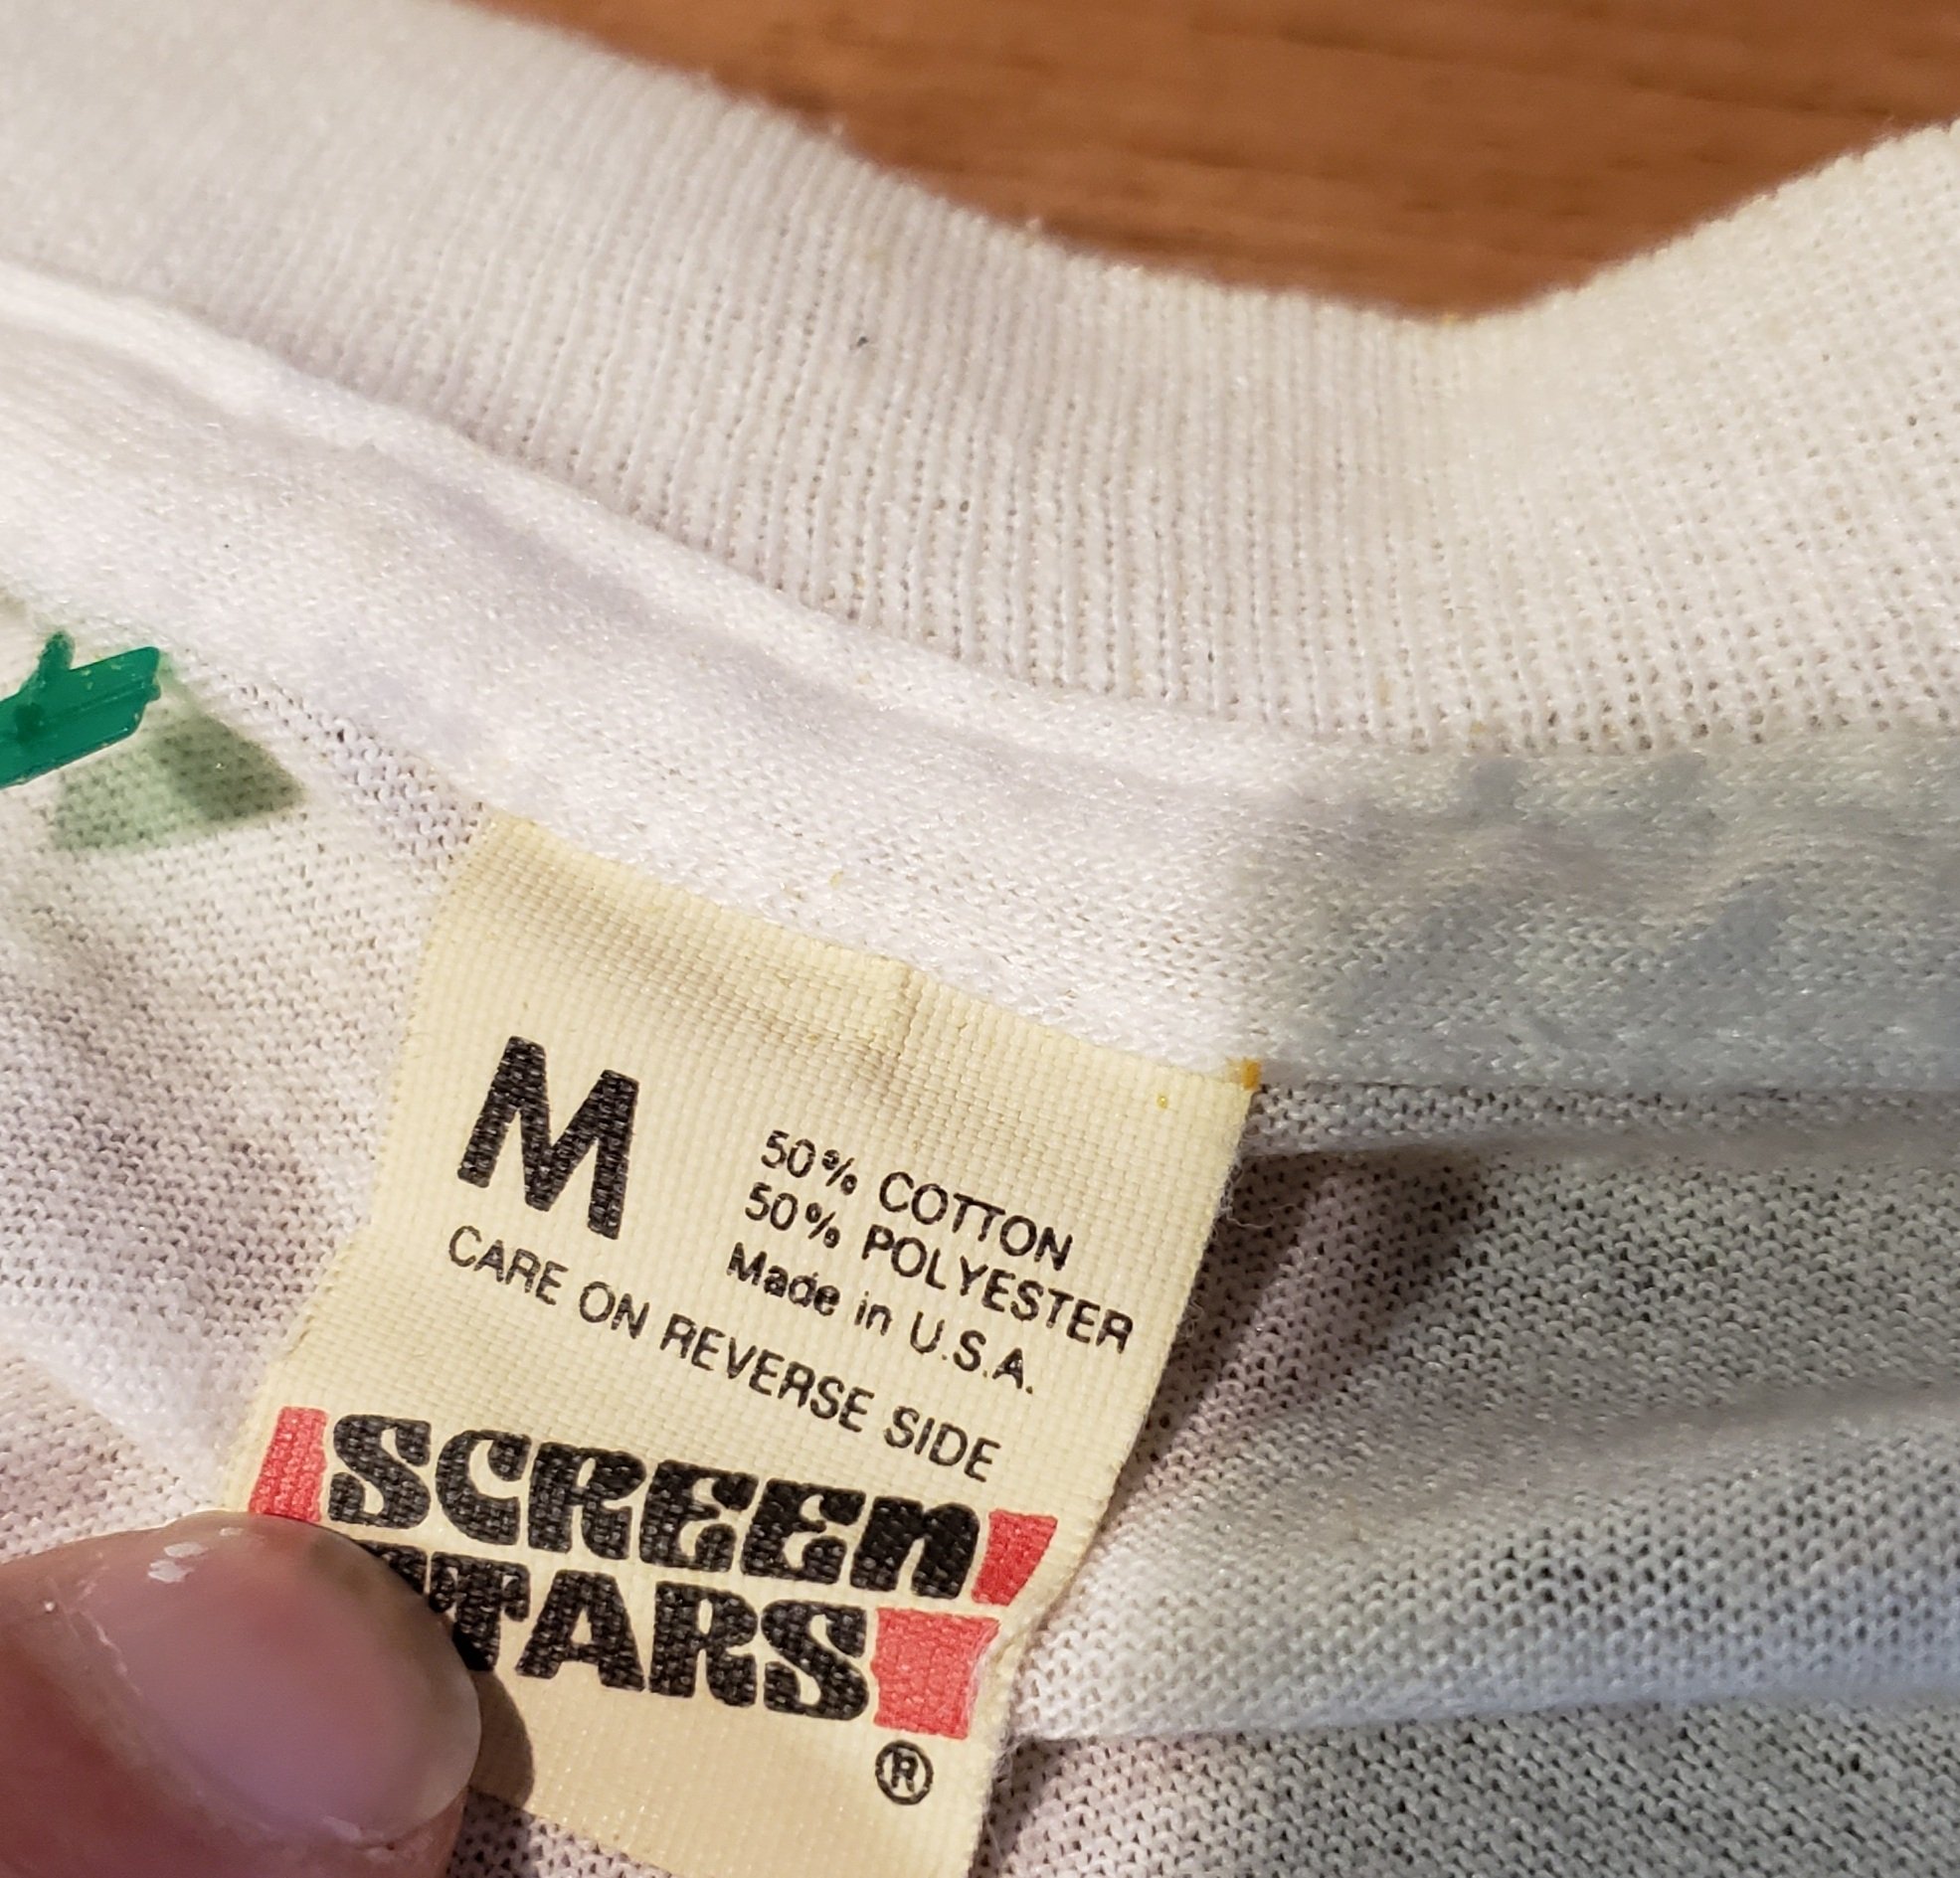 M
50% COTTON
50% POLYESTER
Made in U.S.A.
CARE ON REVERSE SIDE
SCREEN
STARS
®